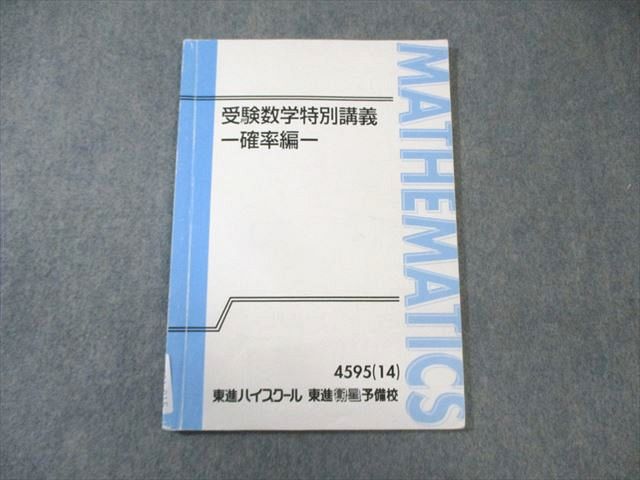 受験数学特別講義
ー確率編ー
MATHEMATICS
4595(14)
東進ハイスクール 東進衛星予備校